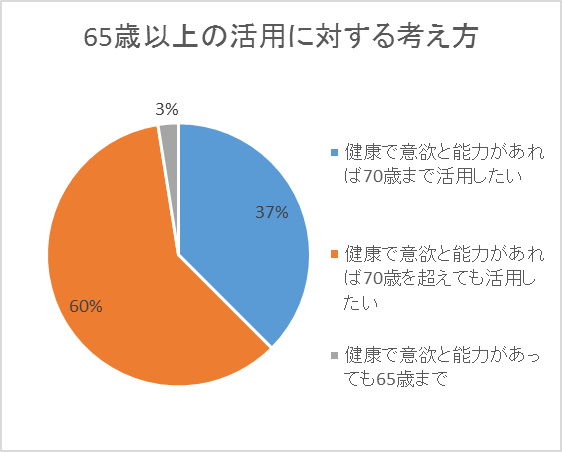 65歳以上の活用に対する考え方
3%
37%
60%
健康で意欲と能力があれ
ば70歳まで活用したい
健康で意欲と能力があれ
ば70歳を超えても活用し
たい
健康で意欲と能力があっ
ても65歳まで